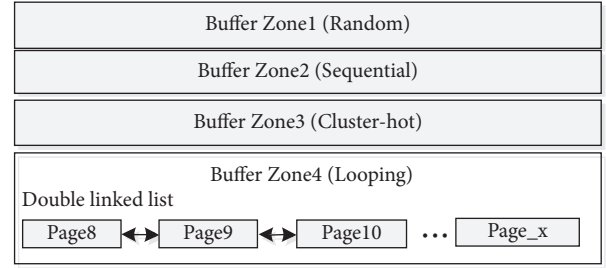 Buffer Zone1 (Random)
Buffer Zone2 (Sequential)
Buffer Zone3 (Cluster-hot)
Buffer Zone4 (Looping)
Double linked list
Page8 Page9 Page10 ... Page_x